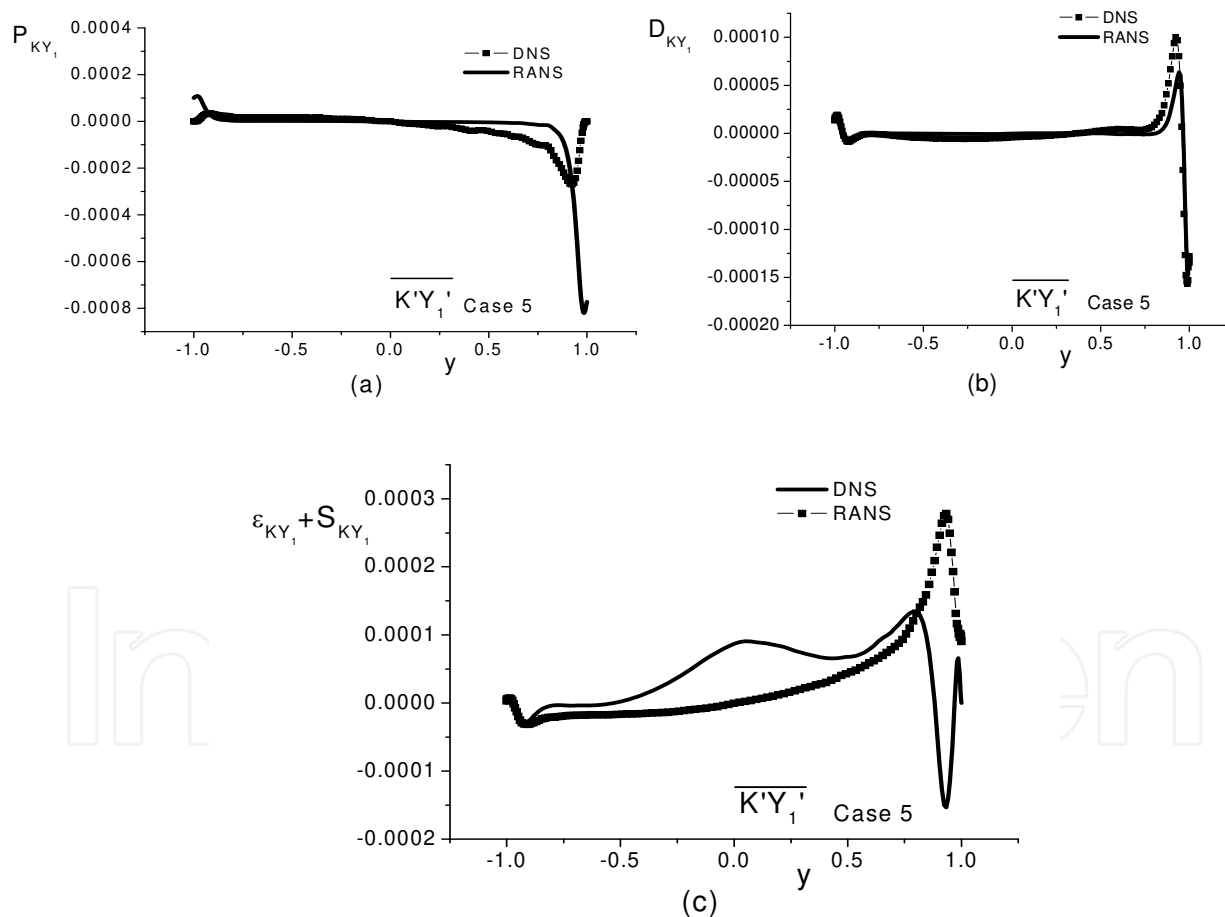 P_KY₁
0.0004
0.0002
0.0000
-0.0002
-0.0004
-0.0006
-0.0008
-1.0 -0.5 0.0 0.5 1.0
y
DNS
RANS
K'Y₁' Case 5
(a)
D_KY₁
0.00010
0.00005
0.00000
-0.00005
-0.00010
-0.00015
-0.00020
-1.0 -0.5 0.0 0.5 1.0
y
DNS
RANS
K'Y₁' Case 5
(b)
ε_KY₁+S_KY₁
0.0003
0.0002
0.0001
0.0000
-0.0001
-0.0002
-1.0 -0.5 0.0 0.5 1.0
y
DNS
RANS
K'Y₁' Case 5
(c)
In
en